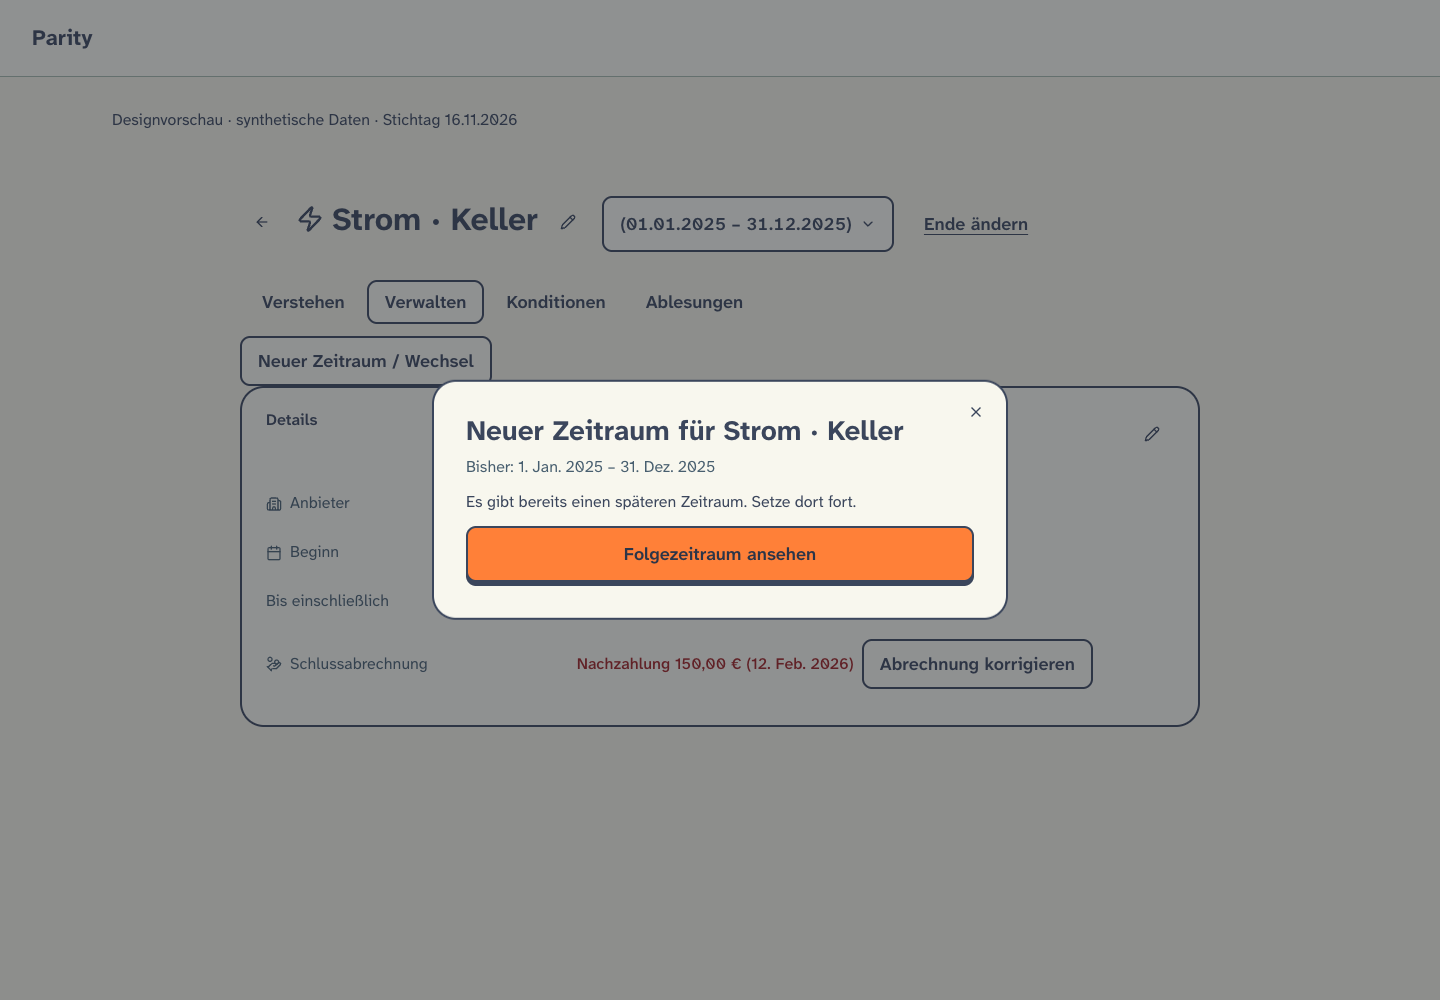 Parity
Designvorschau · synthetische Daten · Stichtag 16.11.2026
Strom · Keller
(01.01.2025 – 31.12.2025)
Ende ändern
Verstehen
Verwalten
Konditionen
Ablesungen
Neuer Zeitraum / Wechsel
Details
Neuer Zeitraum für Strom · Keller
Bisher: 1. Jan. 2025 – 31. Dez. 2025
Es gibt bereits einen späteren Zeitraum. Setze dort fort.
Folgezeitraum ansehen
Anbieter
Beginn
Bis einschließlich
Schlussabrechnung
Nachzahlung 150,00 € (12. Feb. 2026)
Abrechnung korrigieren